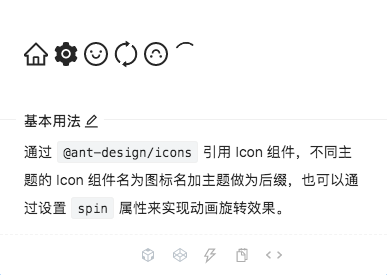 基本用法
通过 @ant-design/icons 引用 Icon 组件，不同主
题的 Icon 组件名为图标名加主题做为后缀，也可以通
过设置 spin 属性来实现动画旋转效果。